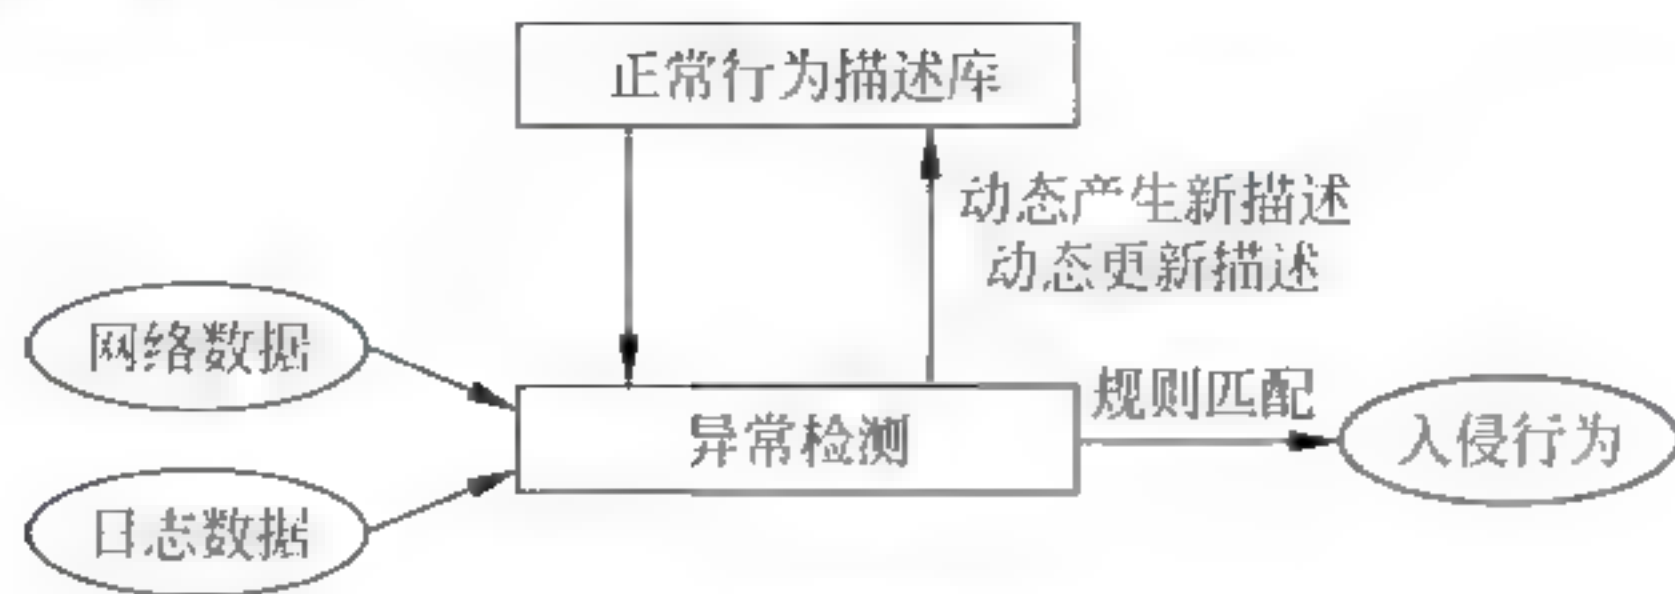 正常行为描述库
动态产生新描述
动态更新描述
网络数据
规则匹配
异常检测
入侵行为
日志数据